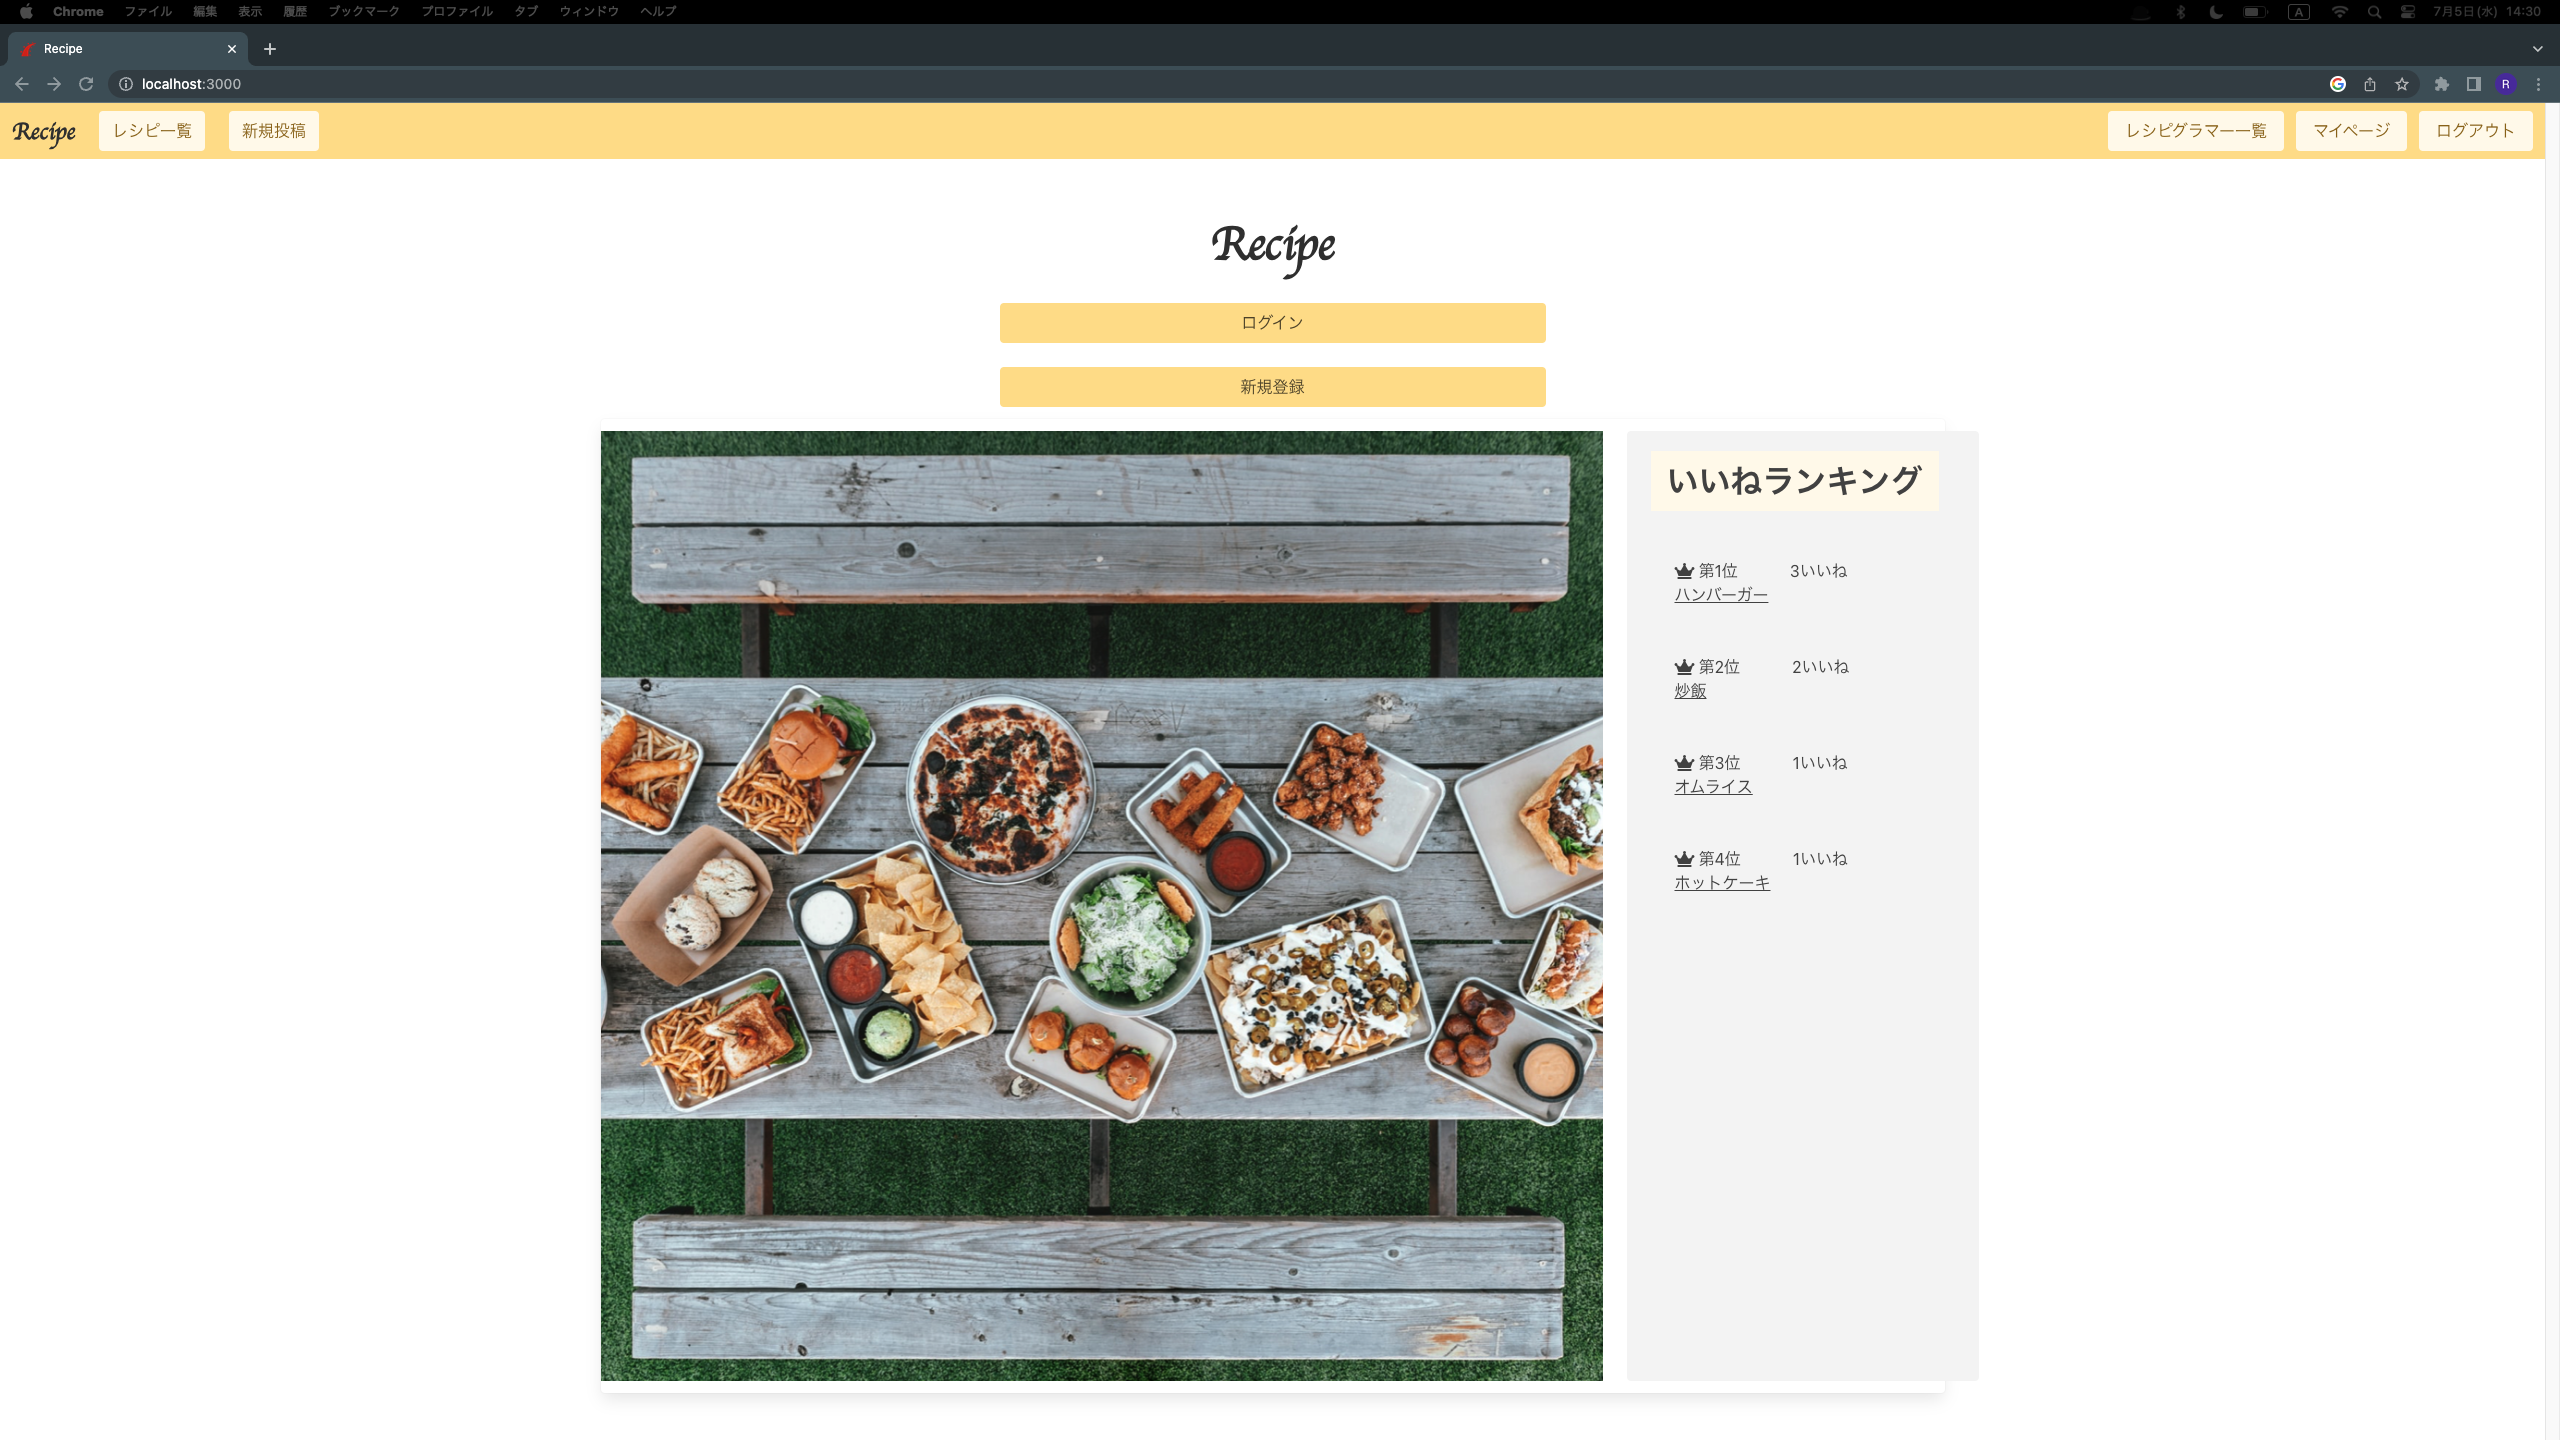 Chrome ファイル 編集 表示 履歴 ブックマーク プロファイル タブ ウィンドウ ヘルプ A 7月5日(水) 14:30
Recipe
localhost:3000 R
Recipe レシピ一覧 新規投稿 レシピグラマー一覧 マイページ ログアウト
Recipe
ログイン
新規登録
いいねランキング
第1位 3いいね
ハンバーガー
第2位 2いいね
炒飯
第3位 1いいね
オムライス
第4位 1いいね
ホットケーキ